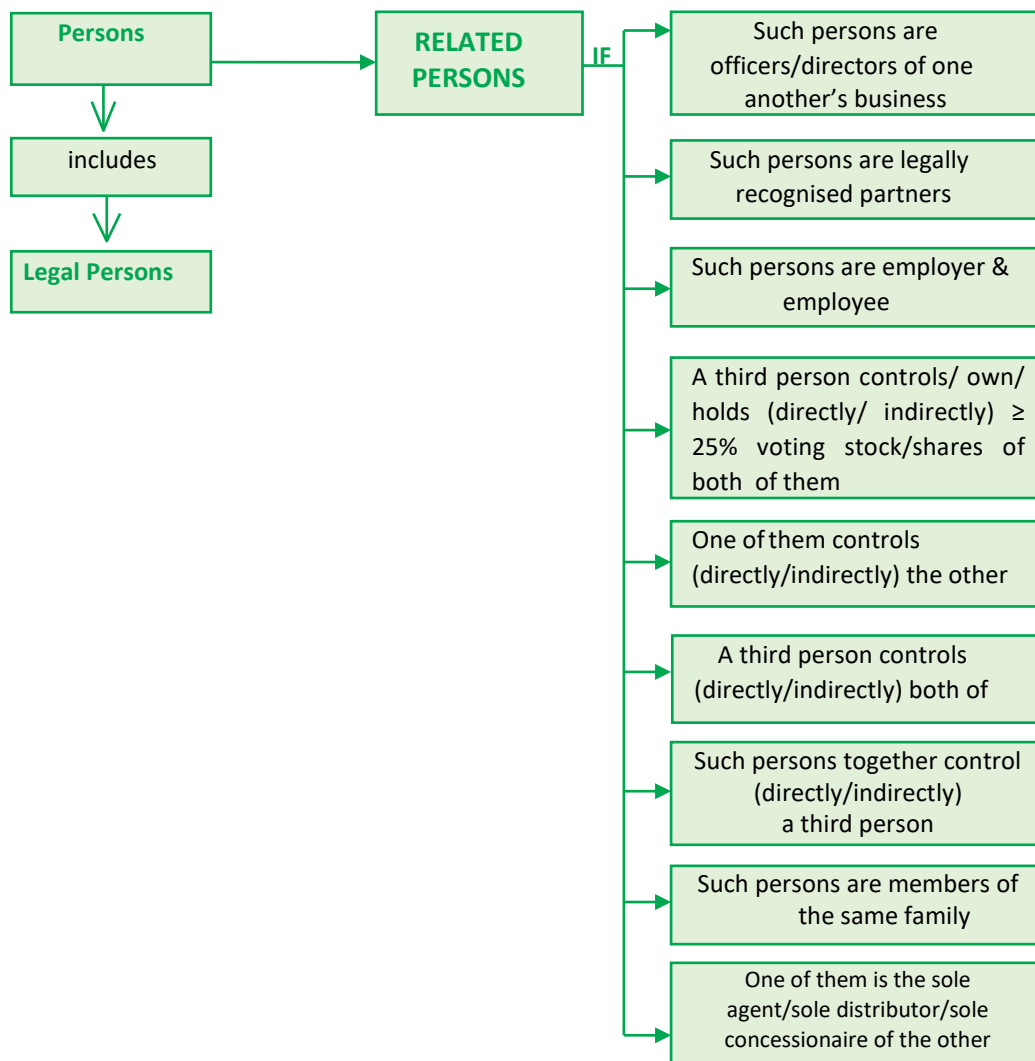 Persons
RELATED
PERSONS
IF
includes
Legal Persons
Such persons are
officers/directors of one
another’s business
Such persons are legally
recognised partners
Such persons are employer &
employee
A third person controls/ own/
holds (directly/ indirectly) ≥
25% voting stock/shares of
both of them
One of them controls
(directly/indirectly) the other
A third person controls
(directly/indirectly) both of
Such persons together control
(directly/indirectly)
a third person
Such persons are members of
the same family
One of them is the sole
agent/sole distributor/sole
concessionaire of the other